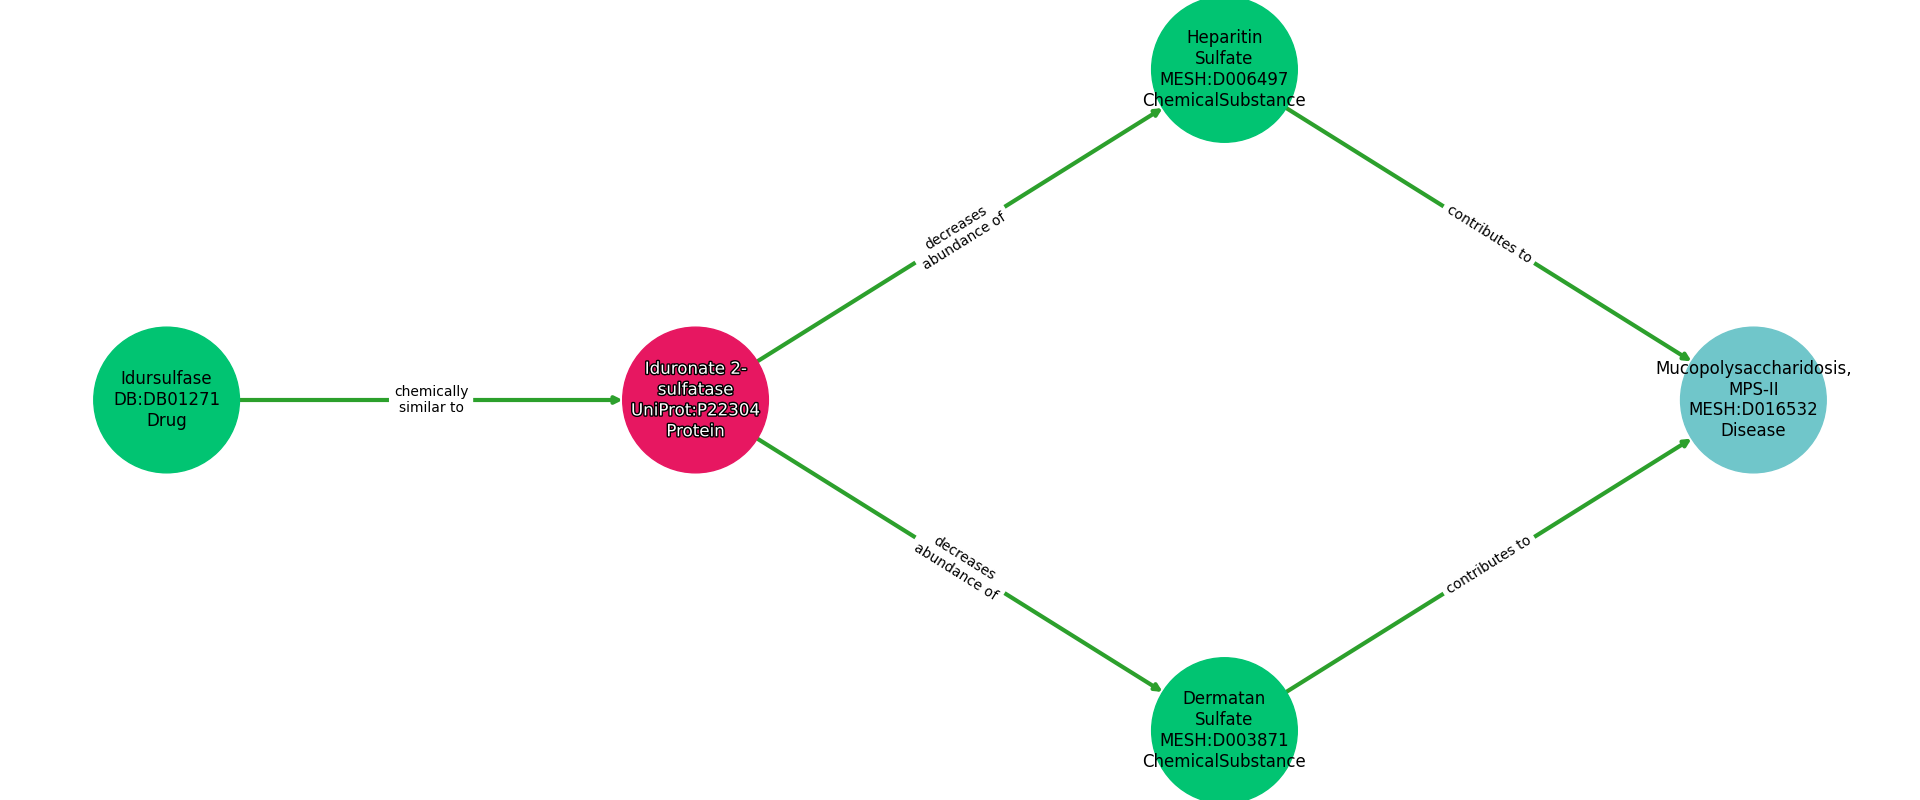 Heparitin
Sulfate
MESH:D006497
ChemicalSubstance
decreases
abundance of
contributes to
Idursulfase
DB:DB01271
Drug
chemically
similar to
Iduronate 2-
sulfatase
UniProt:P22304
Protein
Mucopolysaccharidosis,
MPS-II
MESH:D016532
Disease
decreases
abundance of
contributes to
Dermatan
Sulfate
MESH:D003871
ChemicalSubstance